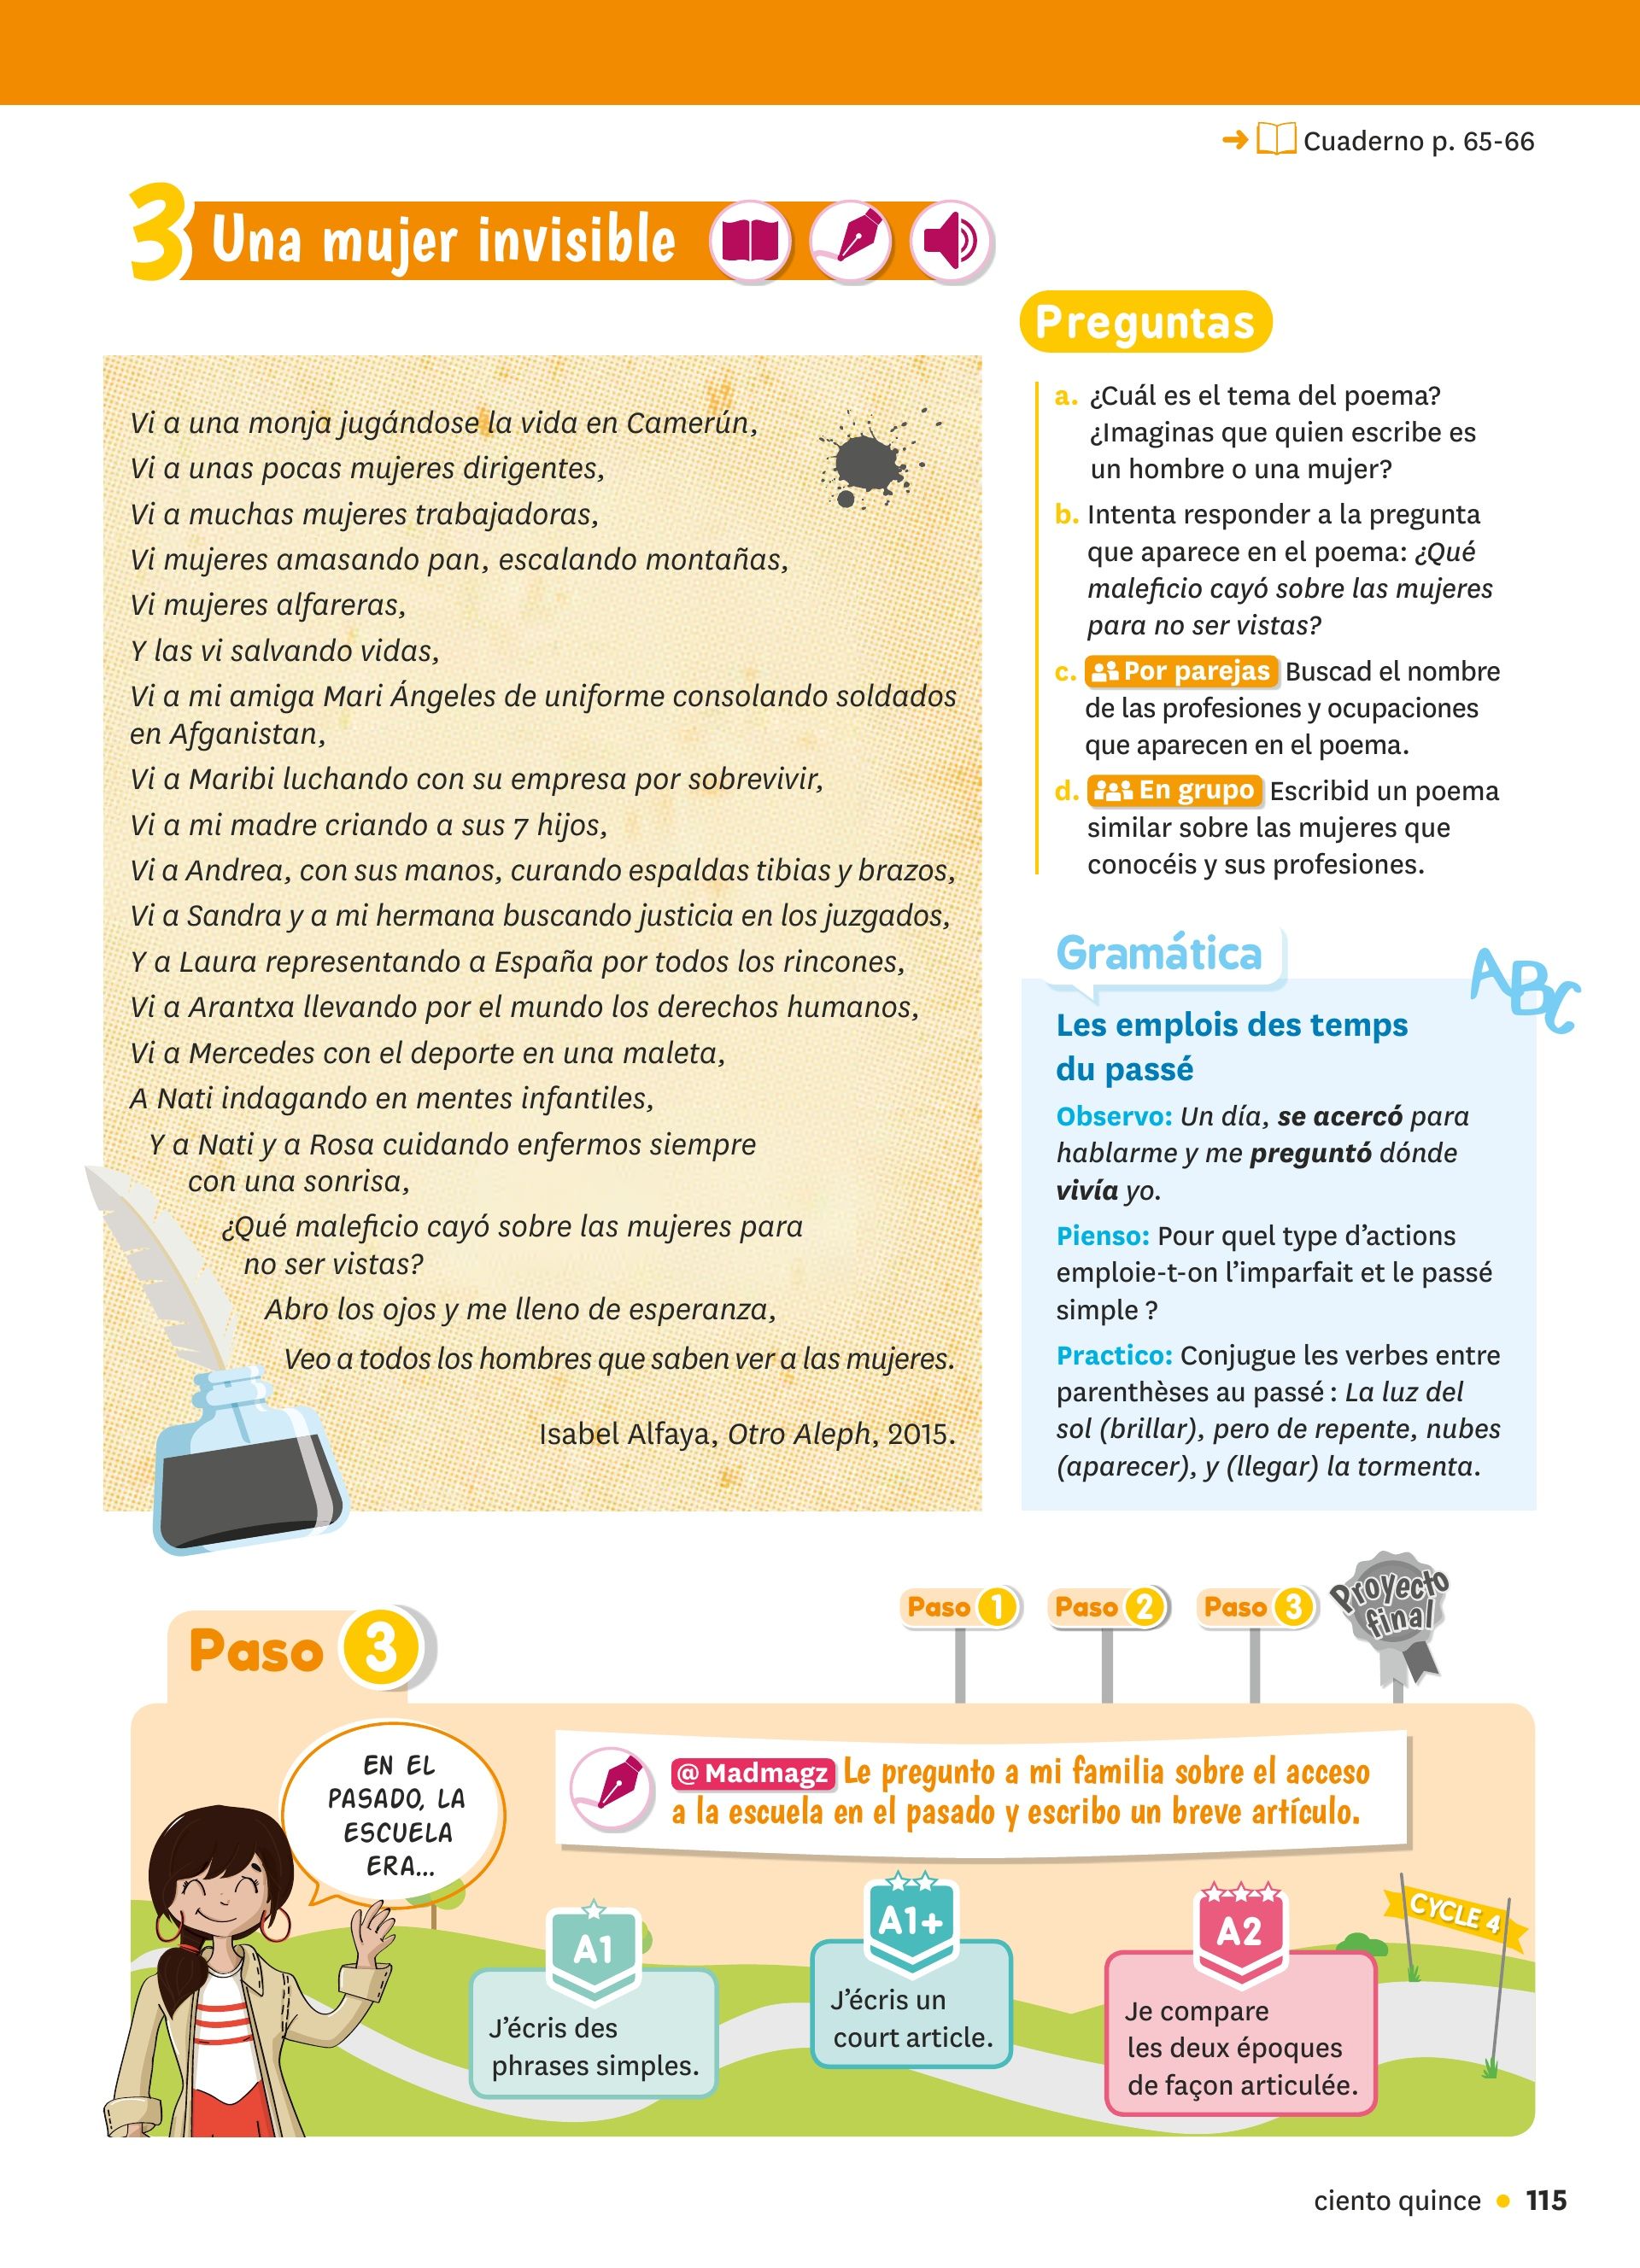 Cuaderno p. 65-66
3 Una mujer invisible
Vi a una monja jugándose la vida en Camerún,
Vi a unas pocas mujeres dirigentes,
Vi a muchas mujeres trabajadoras,
Vi mujeres amasando pan, escalando montañas,
Vi mujeres alfareras,
Y las vi salvando vidas,
Vi a mi amiga Mari Ángeles de uniforme consolando soldados
en Afganistan,
Vi a Maribi luchando con su empresa por sobrevivir,
Vi a mi madre criando a sus 7 hijos,
Vi a Andrea, con sus manos, curando espaldas tibias y brazos,
Vi a Sandra y a mi hermana buscando justicia en los juzgados,
Y a Laura representando a España por todos los rincones,
Vi a Arantxa llevando por el mundo los derechos humanos,
Vi a Mercedes con el deporte en una maleta,
A Nati indagando en mentes infantiles,
Y a Nati y a Rosa cuidando enfermos siempre
con una sonrisa,
¿Qué maleficio cayó sobre las mujeres para
no ser vistas?
Abro los ojos y me lleno de esperanza,
Veo a todos los hombres que saben ver a las mujeres.
Isabel Alfaya, Otro Aleph, 2015.
Preguntas
a. ¿Cuál es el tema del poema?
¿Imaginas que quien escribe es
un hombre o una mujer?
b. Intenta responder a la pregunta
que aparece en el poema: ¿Qué
maleficio cayó sobre las mujeres
para no ser vistas?
c. Por parejas Buscad el nombre
de las profesiones y ocupaciones
que aparecen en el poema.
d. En grupo Escribid un poema
similar sobre las mujeres que
conocéis y sus profesiones.
Gramática
ABC
Les emplois des temps
du passé
Observo: Un día, se acercó para
hablarme y me preguntó dónde
vivía yo.
Pienso: Pour quel type d'actions
emploie-t-on l'imparfait et le passé
simple ?
Practico: Conjugue les verbes entre
parenthèses au passé : La luz del
sol (brillar), pero de repente, nubes
(aparecer), y (llegar) la tormenta.
Paso 1
Paso 2
Paso 3
Proyecto
final
Paso 3
EN EL
PASADO, LA
ESCUELA
ERA...
@ Madmagz Le pregunto a mi familia sobre el acceso
a la escuela en el pasado y escribo un breve artículo.
A1
J'écris des
phrases simples.
A1+
J'écris un
court article.
A2
Je compare
les deux époques
de façon articulée.
CYCLE 4
ciento quince • 115